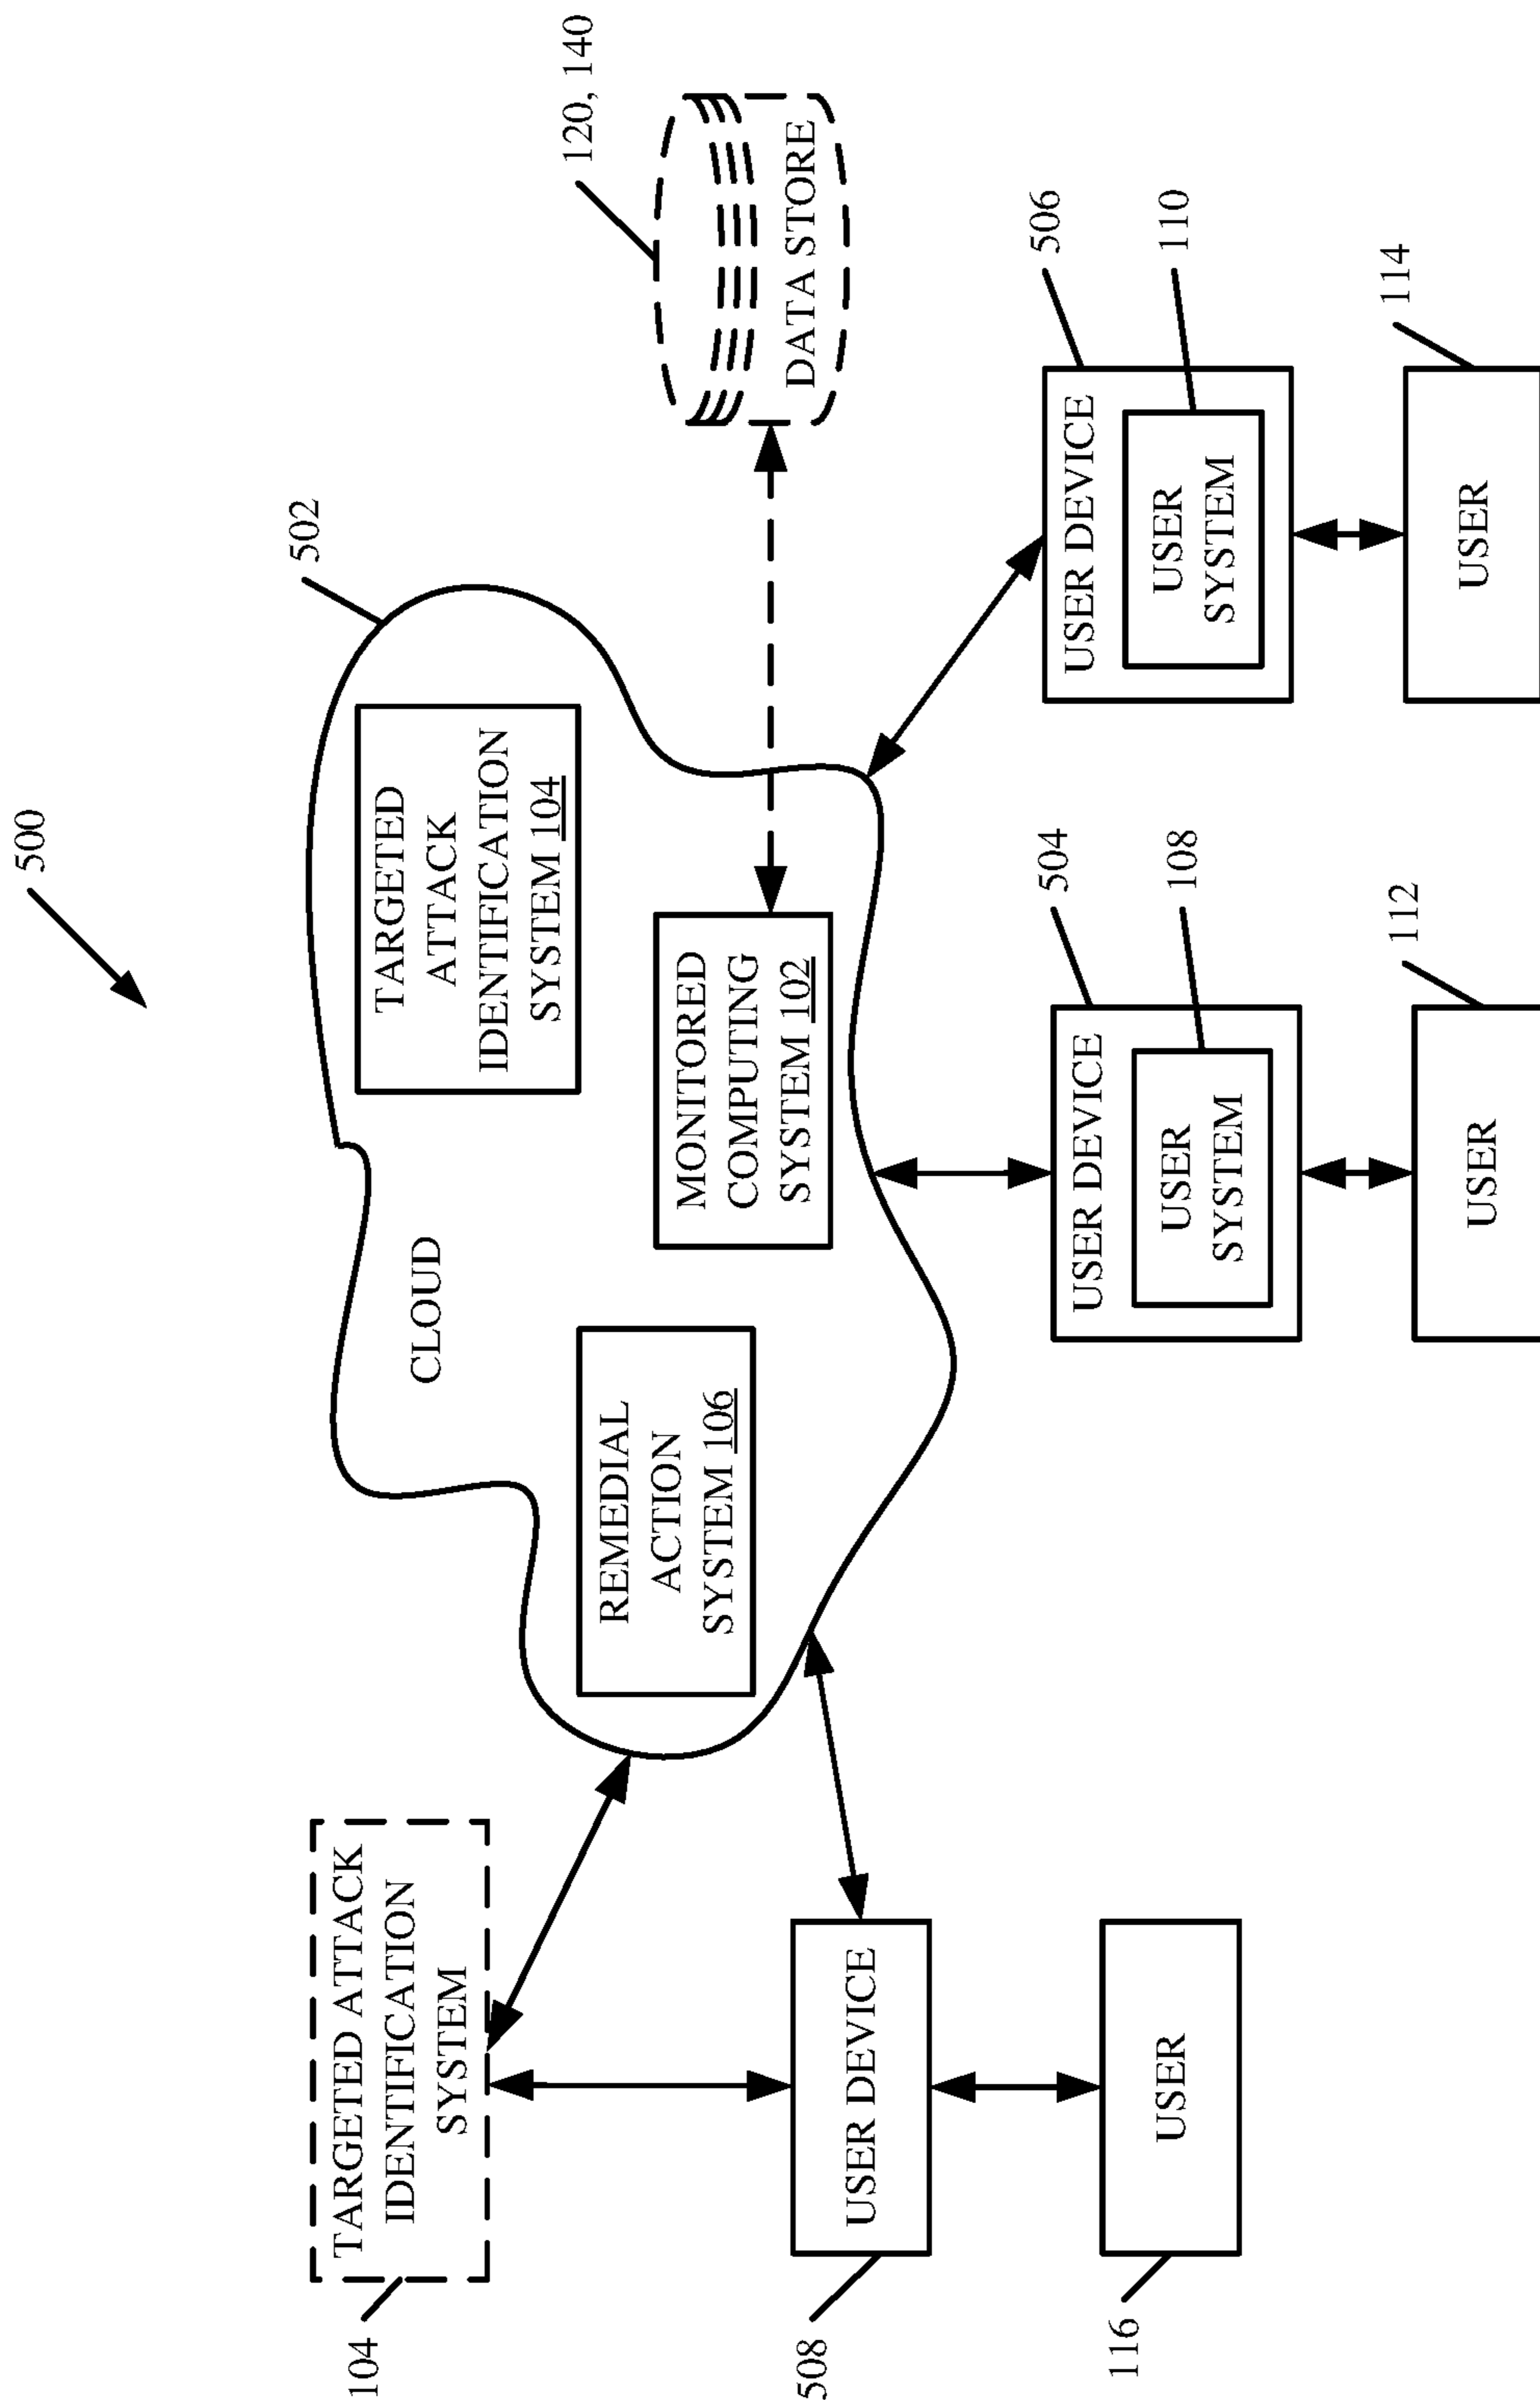 500
502
TARGETED
ATTACK
IDENTIFICATION
SYSTEM 104
CLOUD
TARGETED ATTACK
IDENTIFICATION
SYSTEM
104
REMEDIAL
ACTION
SYSTEM 106
MONITORED
COMPUTING
SYSTEM 102
120, 140
DATA STORE
508
USER DEVICE
116
USER
504
USER DEVICE
108
USER
SYSTEM
112
USER
506
USER DEVICE
110
USER
SYSTEM
114
USER